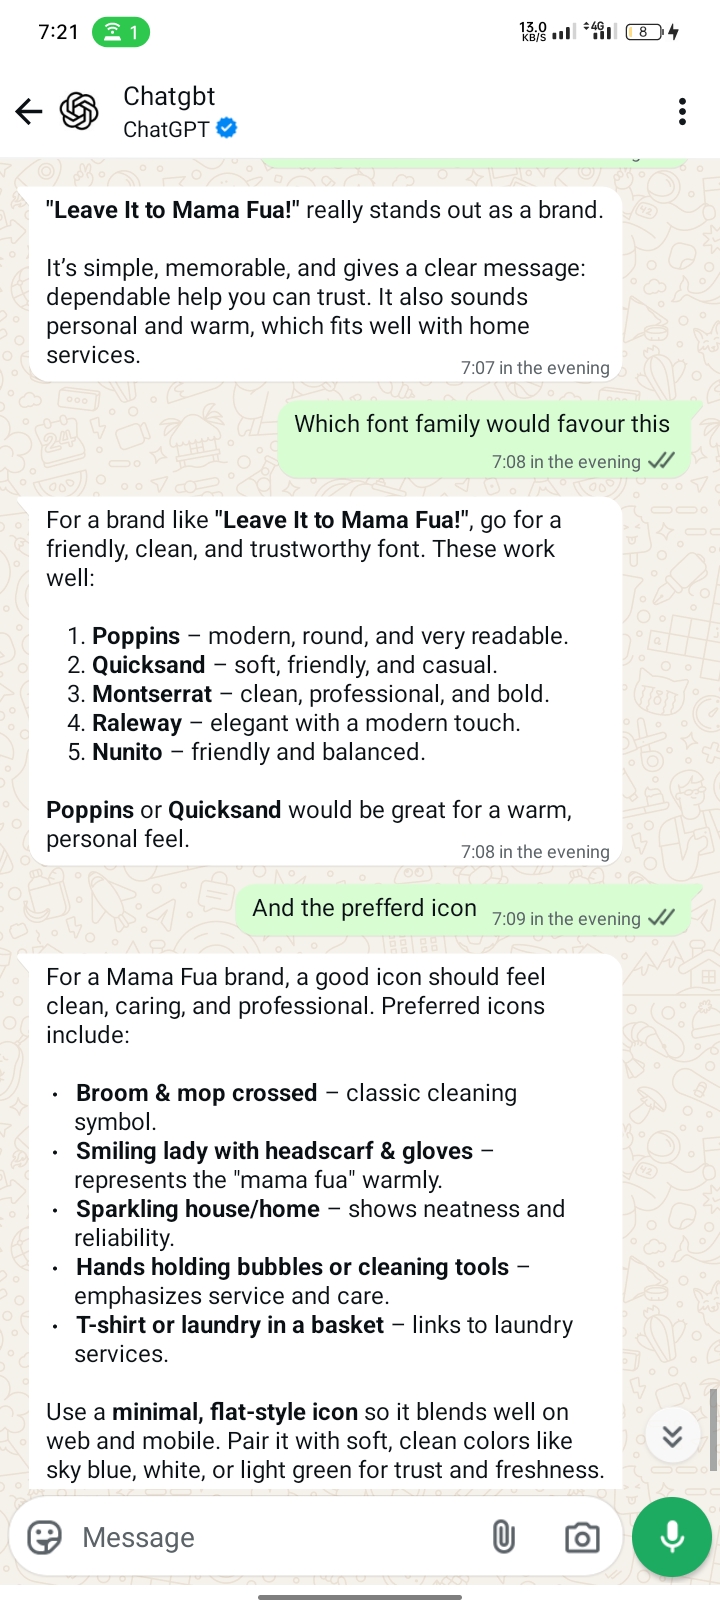 7:21
1
13.0
KB/S
4G
8
Chatgbt
ChatGPT
"Leave It to Mama Fua!" really stands out as a brand.
It’s simple, memorable, and gives a clear message:
dependable help you can trust. It also sounds
personal and warm, which fits well with home
services.
7:07 in the evening
Which font family would favour this
7:08 in the evening
For a brand like "Leave It to Mama Fua!", go for a
friendly, clean, and trustworthy font. These work
well:
1. Poppins – modern, round, and very readable.
2. Quicksand – soft, friendly, and casual.
3. Montserrat – clean, professional, and bold.
4. Raleway – elegant with a modern touch.
5. Nunito – friendly and balanced.
Poppins or Quicksand would be great for a warm,
personal feel.
7:08 in the evening
And the prefferd icon
7:09 in the evening
For a Mama Fua brand, a good icon should feel
clean, caring, and professional. Preferred icons
include:
• Broom & mop crossed – classic cleaning
symbol.
• Smiling lady with headscarf & gloves –
represents the "mama fua" warmly.
• Sparkling house/home – shows neatness and
reliability.
• Hands holding bubbles or cleaning tools –
emphasizes service and care.
• T-shirt or laundry in a basket – links to laundry
services.
Use a minimal, flat-style icon so it blends well on
web and mobile. Pair it with soft, clean colors like
sky blue, white, or light green for trust and freshness.
Message